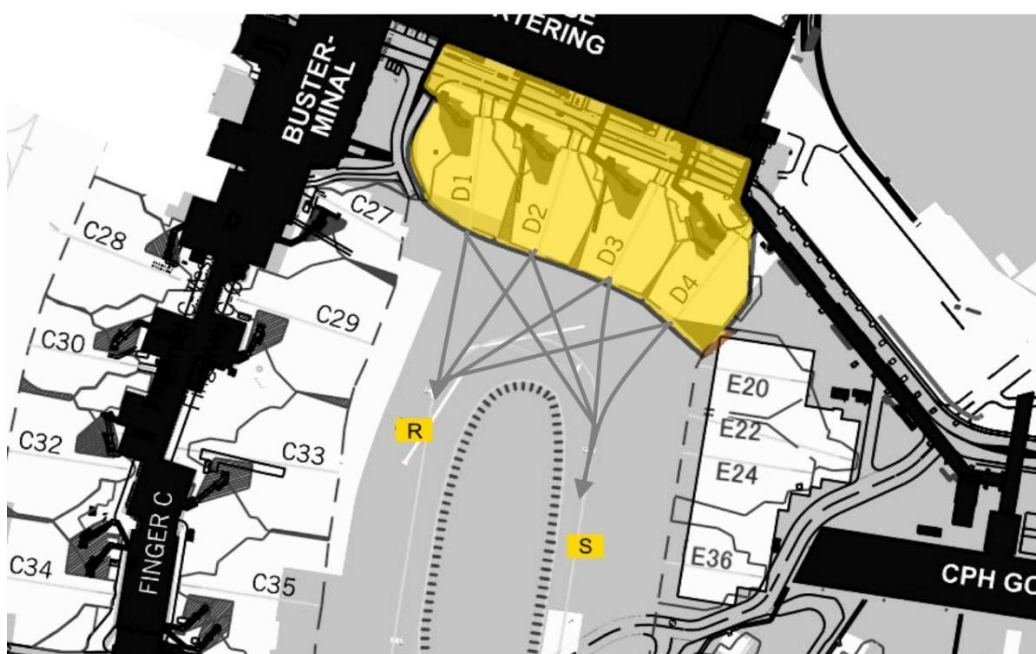 RTERING
BUSTER-
MINAL
D1
D2
D3
D4
C27
C28
C29
C30
C32
C33
C34
C35
FINGER C
R
S
E20
E22
E24
E36
CPH GO